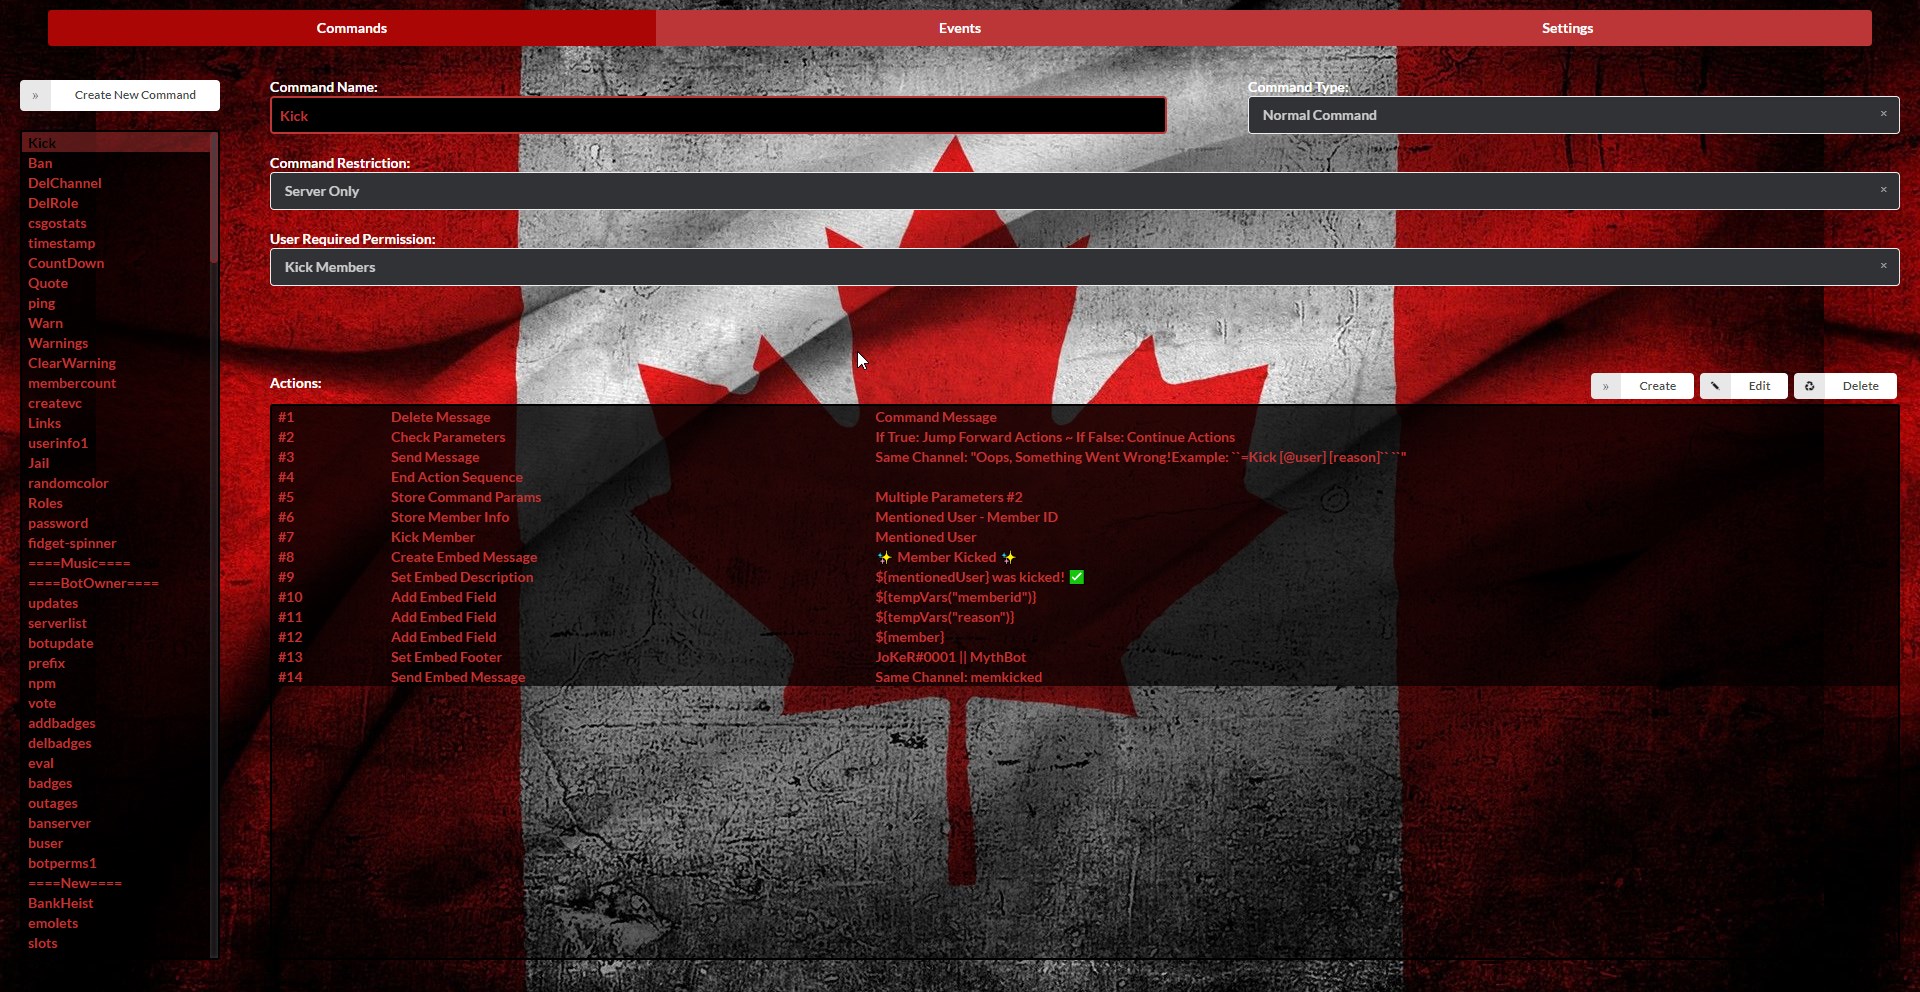 Commands Events Settings
» Create New Command
Kick
Ban
DelChannel
DelRole
csgostats
timestamp
CountDown
Quote
ping
Warn
Warnings
ClearWarning
membercount
createvc
Links
userinfo1
Jail
randomcolor
Roles
password
fidget-spinner
====Music====
====BotOwner====
updates
serverlist
botupdate
prefix
npm
vote
addbadges
delbadges
eval
badges
outages
banserver
buser
botperms1
====New====
BankHeist
emolets
slots
Command Name: Command Type:
Kick Normal Command ×
Command Restriction:
Server Only ×
User Required Permission:
Kick Members ×
Actions: » Create Edit Delete
#1 Delete Message Command Message
#2 Check Parameters If True: Jump Forward Actions ~ If False: Continue Actions
#3 Send Message Same Channel: "Oops, Something Went Wrong!Example: ``=Kick [@user] [reason]`` ``"
#4 End Action Sequence
#5 Store Command Params Multiple Parameters #2
#6 Store Member Info Mentioned User - Member ID
#7 Kick Member Mentioned User
#8 Create Embed Message ✨ Member Kicked ✨
#9 Set Embed Description ${mentionedUser} was kicked! ✅
#10 Add Embed Field ${tempVars("memberid")}
#11 Add Embed Field ${tempVars("reason")}
#12 Add Embed Field ${member}
#13 Set Embed Footer JoKeR#0001 || MythBot
#14 Send Embed Message Same Channel: memkicked